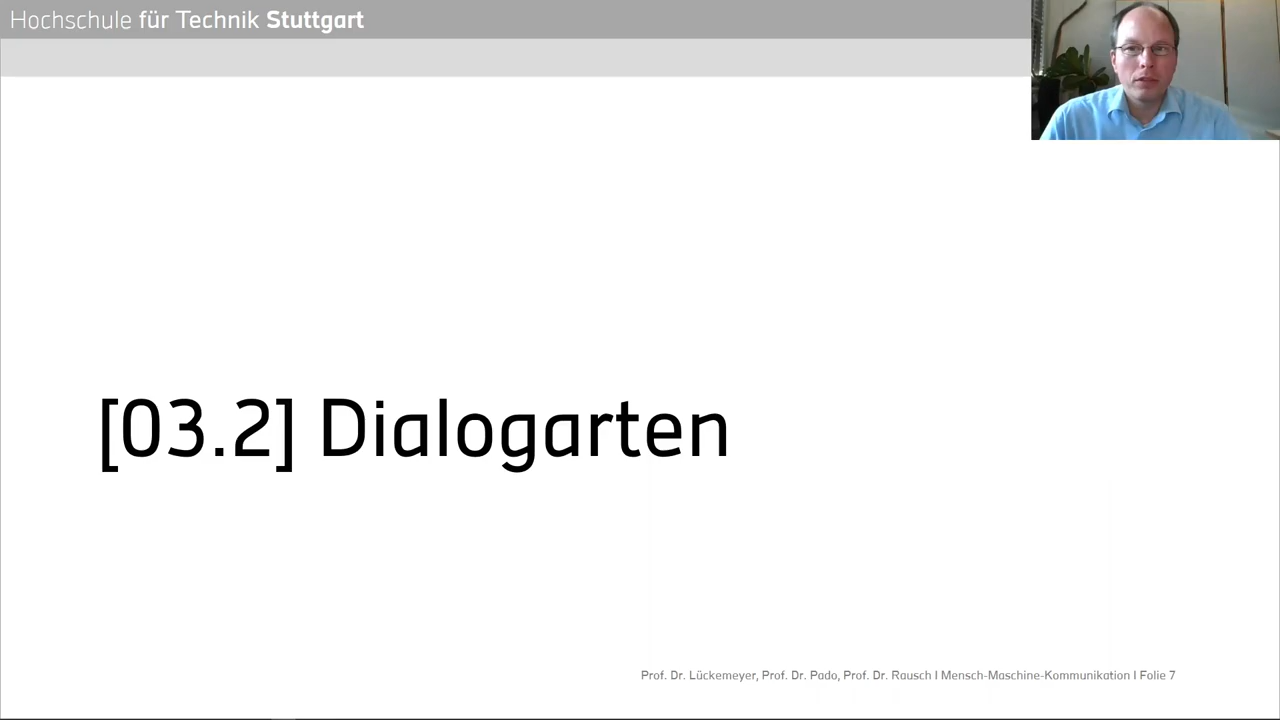 Hochschule für Technik Stuttgart
[03.2] Dialogarten
Prof. Dr. Lückemeyer, Prof. Dr. Pado, Prof. Dr. Rausch I Mensch-Maschine-Kommunikation I Folie 7